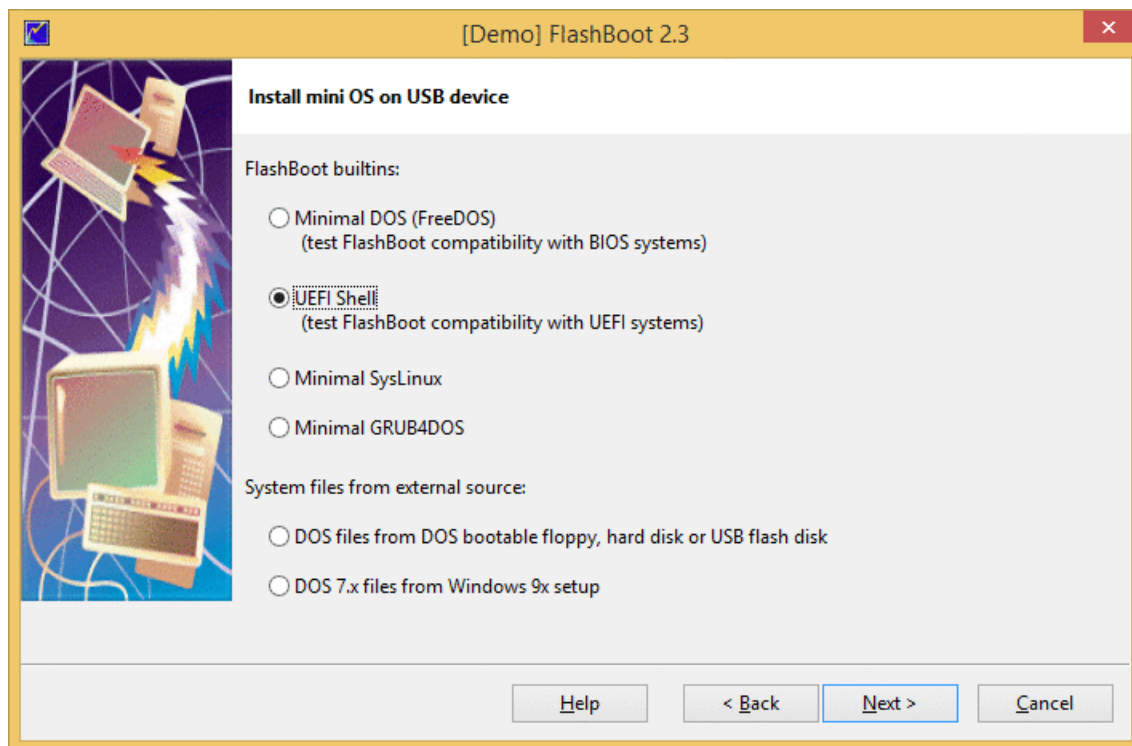 [Demo] FlashBoot 2.3
Install mini OS on USB device
FlashBoot builtins:
Minimal DOS (FreeDOS)
(test FlashBoot compatibility with BIOS systems)
UEFI Shell
(test FlashBoot compatibility with UEFI systems)
Minimal SysLinux
Minimal GRUB4DOS
System files from external source:
DOS files from DOS bootable floppy, hard disk or USB flash disk
DOS 7.x files from Windows 9x setup
Help
< Back
Next >
Cancel